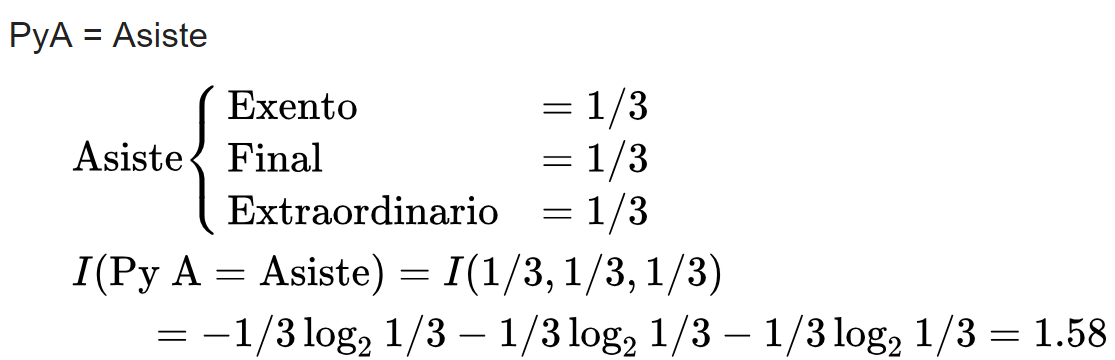 PyA = Asiste
Exento = 1/3
Asiste { Final = 1/3
Extraordinario = 1/3
I(Py A = Asiste) = I(1/3, 1/3, 1/3)
= −1/3 log₂ 1/3 − 1/3 log₂ 1/3 − 1/3 log₂ 1/3 = 1.58